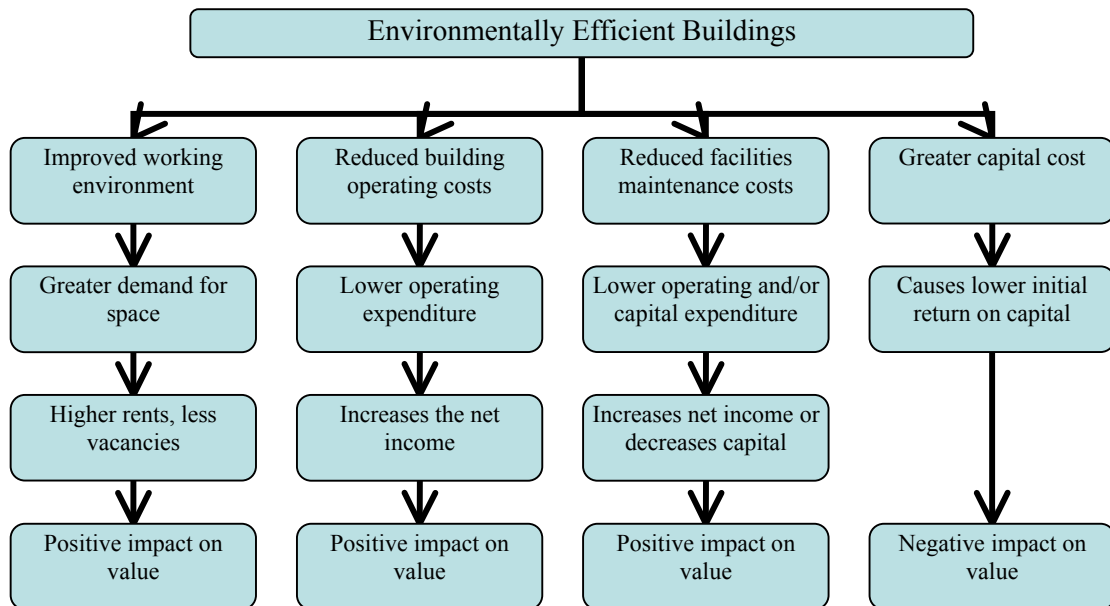 Environmentally Efficient Buildings
Improved working
environment
Reduced building
operating costs
Reduced facilities
maintenance costs
Greater capital cost
Greater demand for
space
Lower operating
expenditure
Lower operating and/or
capital expenditure
Causes lower initial
return on capital
Higher rents, less
vacancies
Increases the net
income
Increases net income or
decreases capital
Positive impact on
value
Positive impact on
value
Positive impact on
value
Negative impact on
value